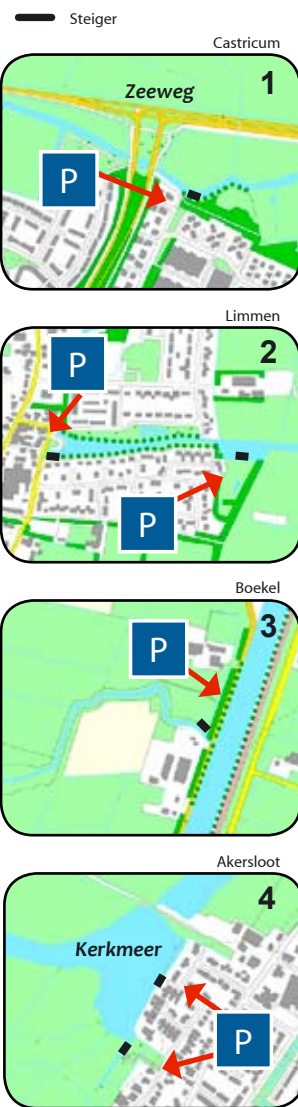 Steiger
Castricum
Zeeweg
1
P
Limmen
2
P
P
Boekel
3
P
Akersloot
4
Kerkmeer
P